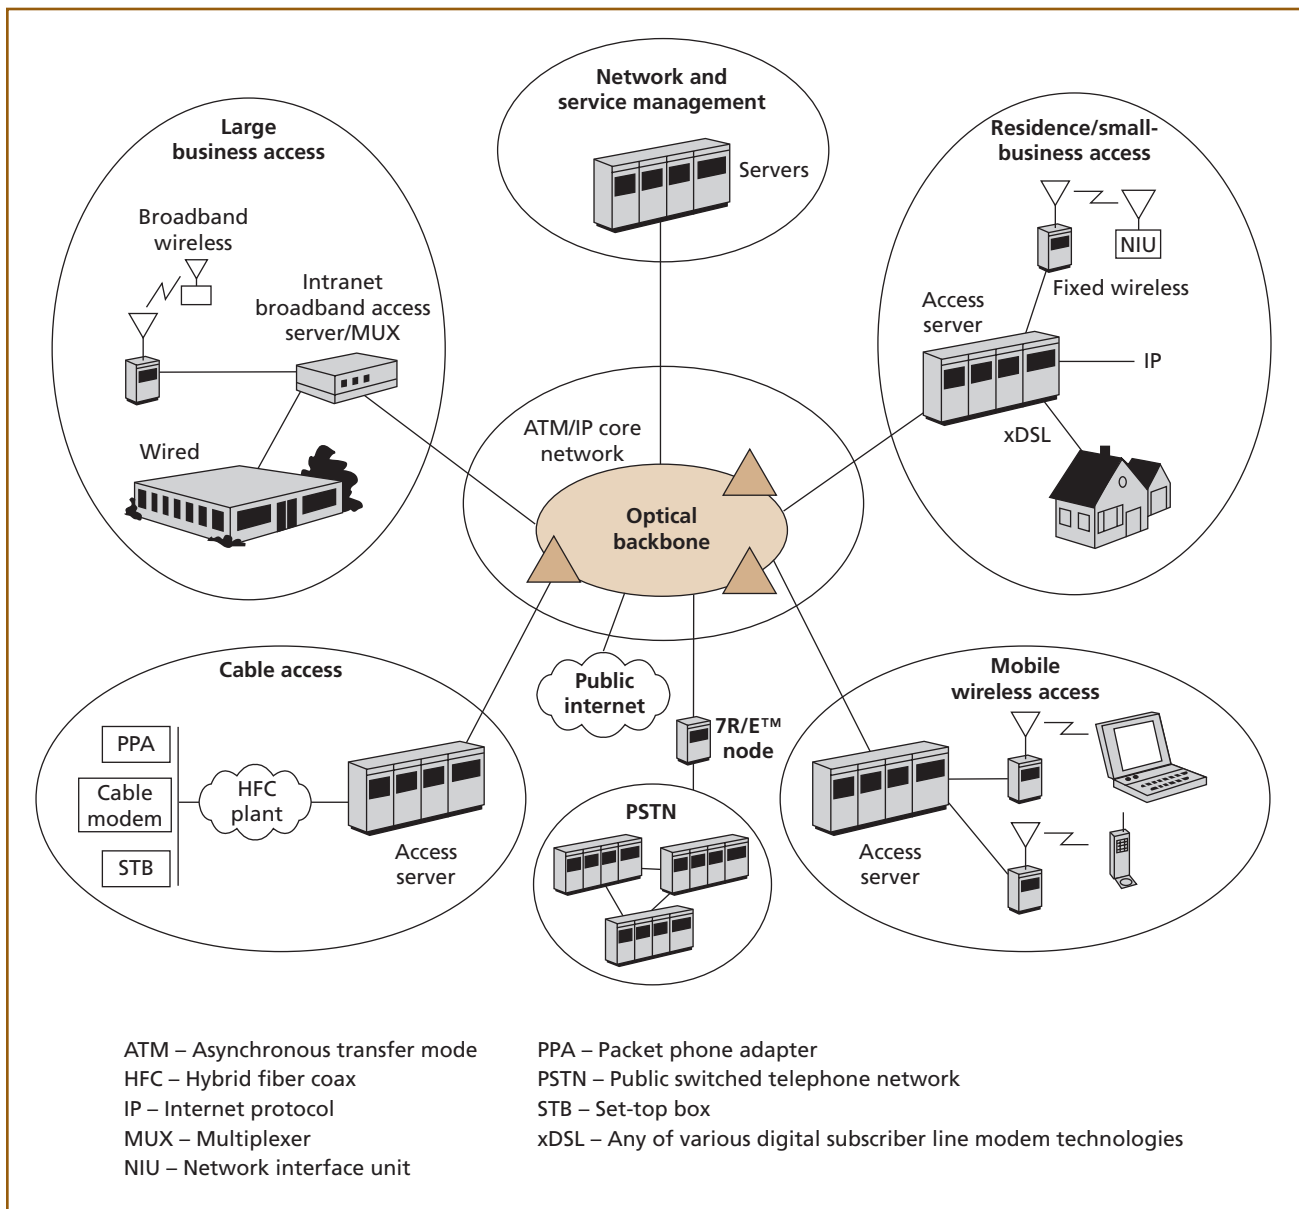 Network and
service management
Servers
Large
business access
Broadband
wireless
Intranet
broadband access
server/MUX
Wired
Residence/small-
business access
NIU
Fixed wireless
Access
server
IP
xDSL
ATM/IP core
network
Optical
backbone
Cable access
PPA
Cable
modem
STB
HFC
plant
Access
server
Public
internet
7R/E™
node
PSTN
Mobile
wireless access
Access
server
ATM – Asynchronous transfer mode
HFC – Hybrid fiber coax
IP – Internet protocol
MUX – Multiplexer
NIU – Network interface unit
PPA – Packet phone adapter
PSTN – Public switched telephone network
STB – Set-top box
xDSL – Any of various digital subscriber line modem technologies